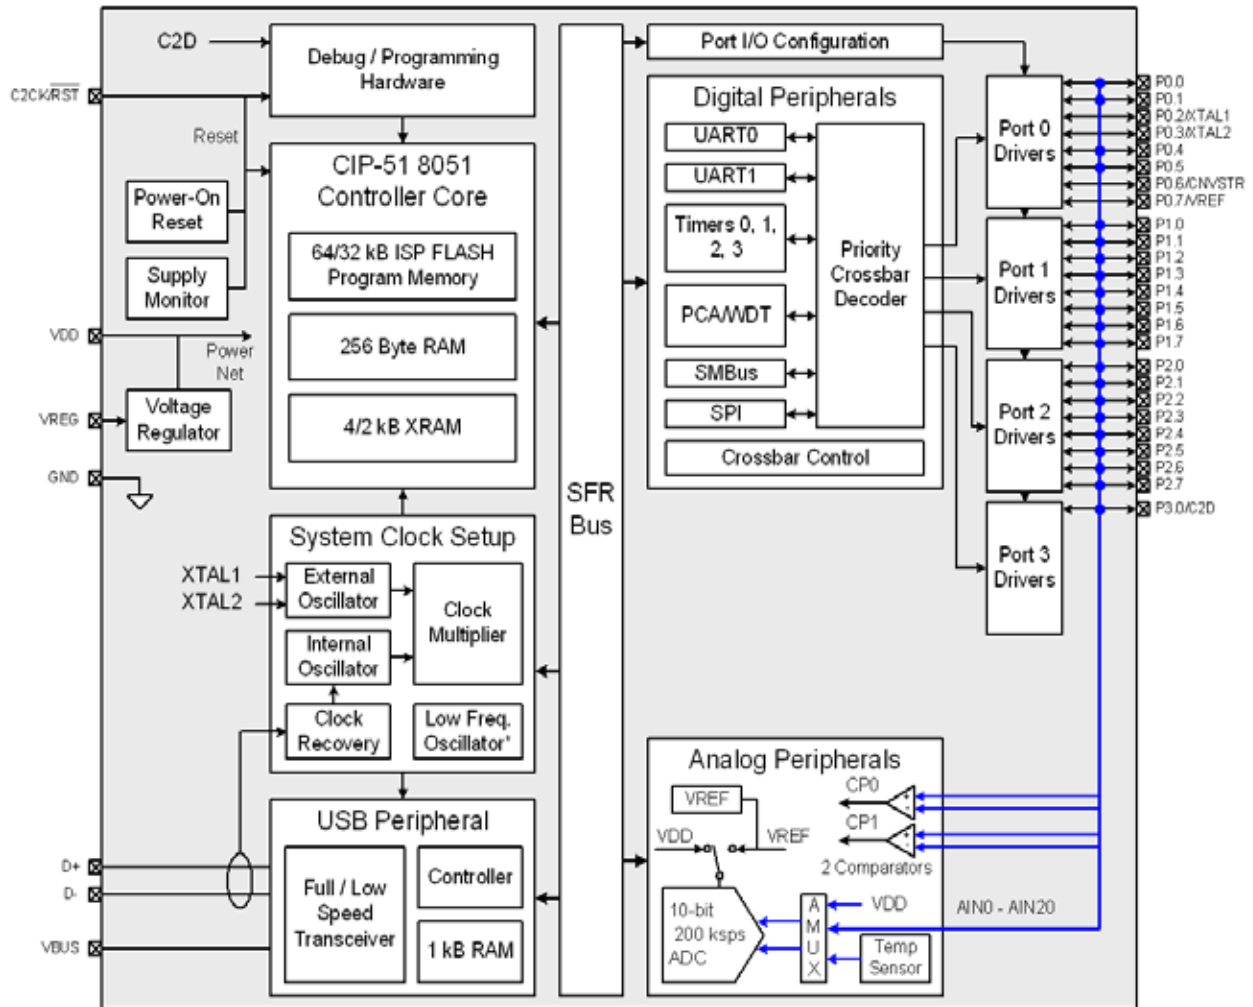 C2D
Debug / Programming
Hardware
C2CK/RST
Reset
Power-On
Reset
Supply
Monitor
VDD
Power
Net
VREG
Voltage
Regulator
GND
CIP-51 8051
Controller Core
64/32 kB ISP FLASH
Program Memory
256 Byte RAM
4/2 kB XRAM
System Clock Setup
XTAL1
XTAL2
External
Oscillator
Internal
Oscillator
Clock
Recovery
Clock
Multiplier
Low Freq.
Oscillator*
USB Peripheral
D+
D-
VBUS
Full / Low
Speed
Transceiver
Controller
1 kB RAM
SFR
Bus
Port I/O Configuration
Digital Peripherals
UART0
UART1
Timers 0, 1,
2, 3
PCA/WDT
SMBus
SPI
Priority
Crossbar
Decoder
Crossbar Control
Port 0
Drivers
Port 1
Drivers
Port 2
Drivers
Port 3
Drivers
P0.0
P0.1
P0.2/XTAL1
P0.3/XTAL2
P0.4
P0.5
P0.6/CNVSTR
P0.7/VREF
P1.0
P1.1
P1.2
P1.3
P1.4
P1.5
P1.6
P1.7
P2.0
P2.1
P2.2
P2.3
P2.4
P2.5
P2.6
P2.7
P3.0/C2D
Analog Peripherals
VREF
VDD
VREF
CP0
+
-
CP1
+
-
2 Comparators
10-bit
200 ksps
ADC
A
M
U
X
VDD
Temp
Sensor
AIN0 - AIN20